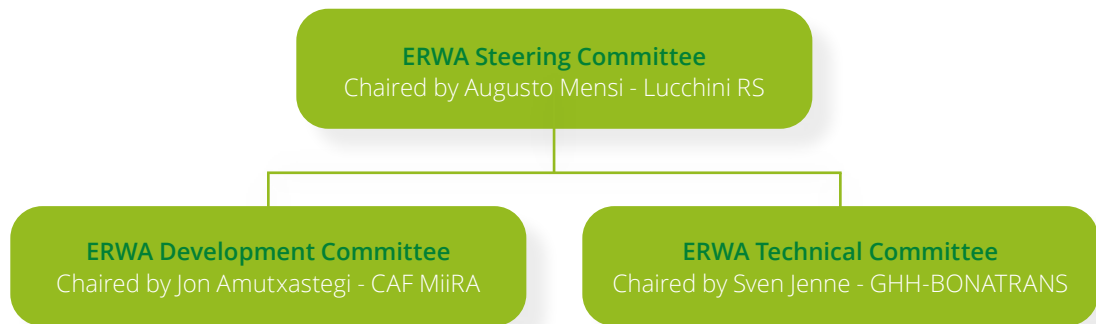 ERWA Steering Committee
Chaired by Augusto Mensi - Lucchini RS
ERWA Development Committee
Chaired by Jon Amutxastegi - CAF MiiRA
ERWA Technical Committee
Chaired by Sven Jenne - GHH-BONATRANS